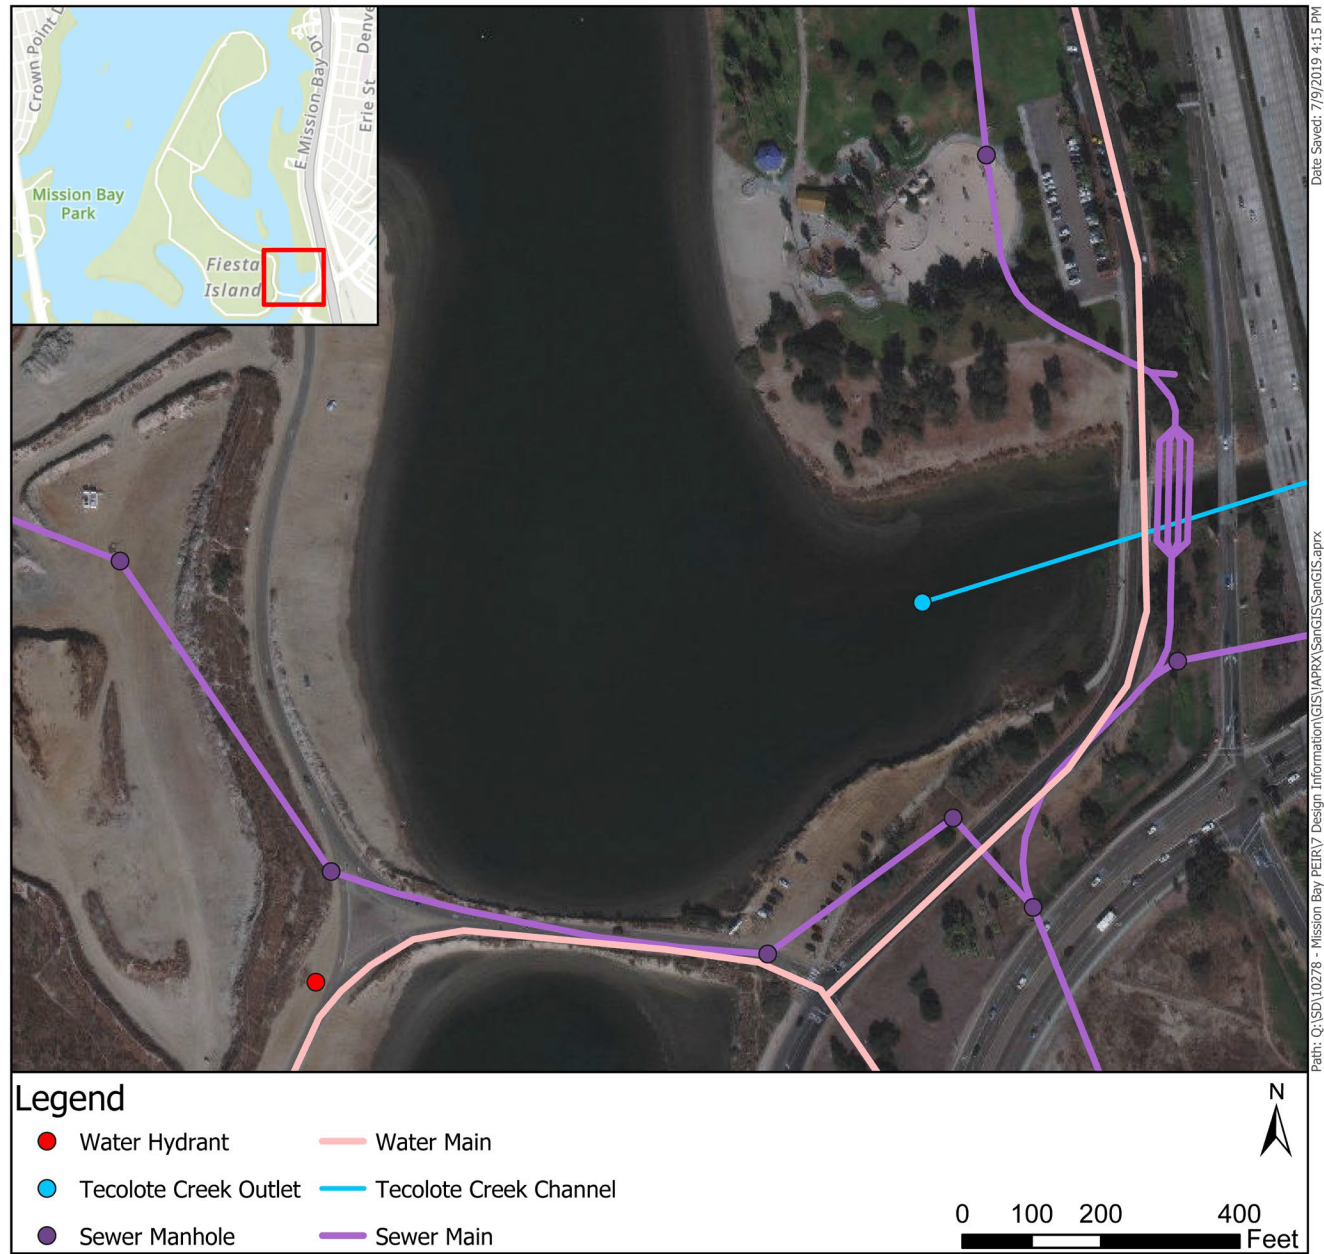 Crown Point D
E Mission Bay Dr
Denve
Erie St
Mission Bay
Park
Fiesta
Island
Date Saved: 7/9/2019 4:15 PM
Path: Q:\SD\10278 - Mission Bay PEIR\7 Design Information\GIS\!APRX\SanGIS\SanGIS.aprx
Legend
Water Hydrant
Water Main
Tecolote Creek Outlet
Tecolote Creek Channel
Sewer Manhole
Sewer Main
N
0 100 200 400
Feet